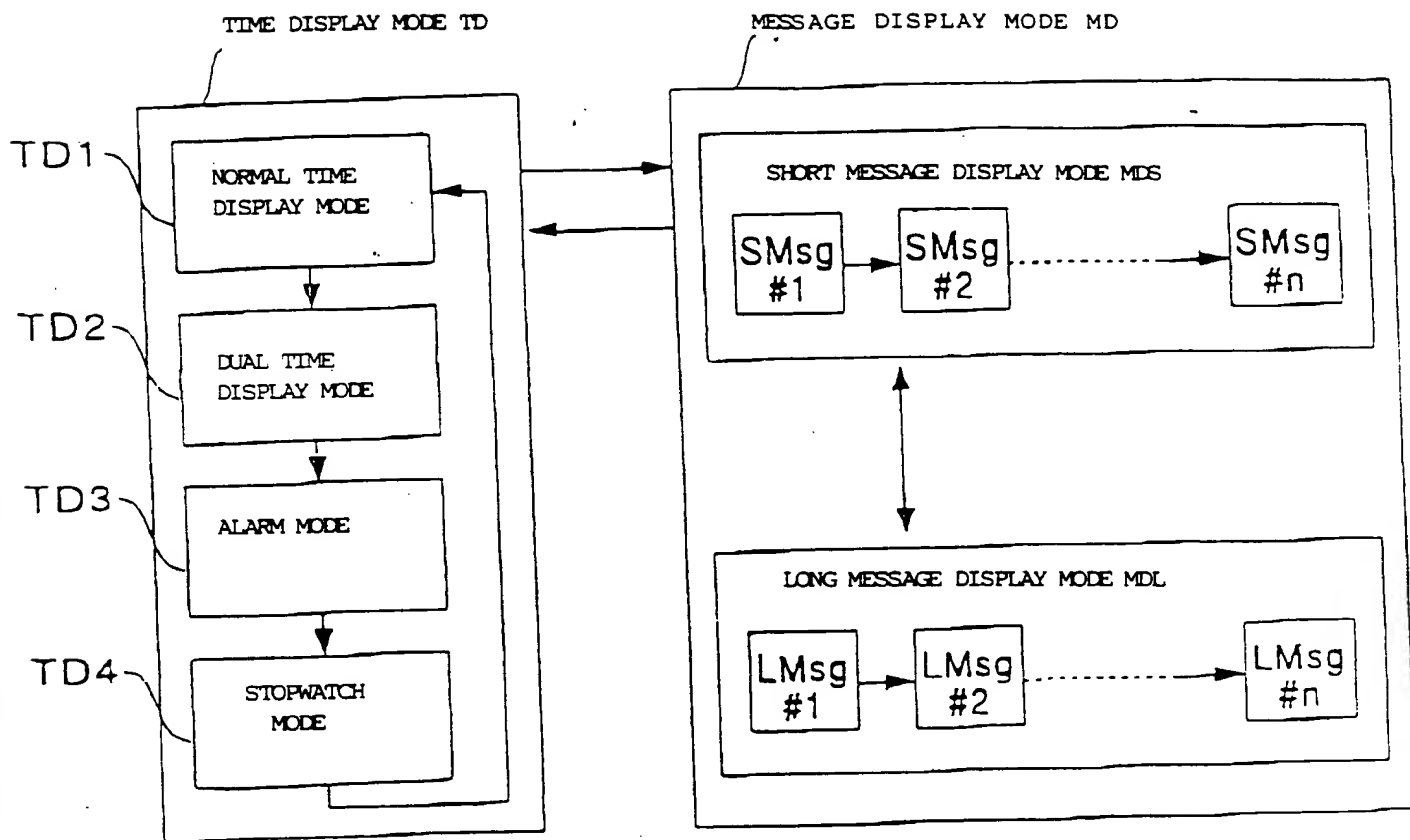 TIME DISPLAY MODE TD
MESSAGE DISPLAY MODE MD
TD1
NORMAL TIME
DISPLAY MODE
TD2
DUAL TIME
DISPLAY MODE
TD3
ALARM MODE
TD4
STOPWATCH
MODE
SHORT MESSAGE DISPLAY MODE MDS
SMsg
#1
SMsg
#2
SMsg
#n
LONG MESSAGE DISPLAY MODE MDL
LMsg
#1
LMsg
#2
LMsg
#n